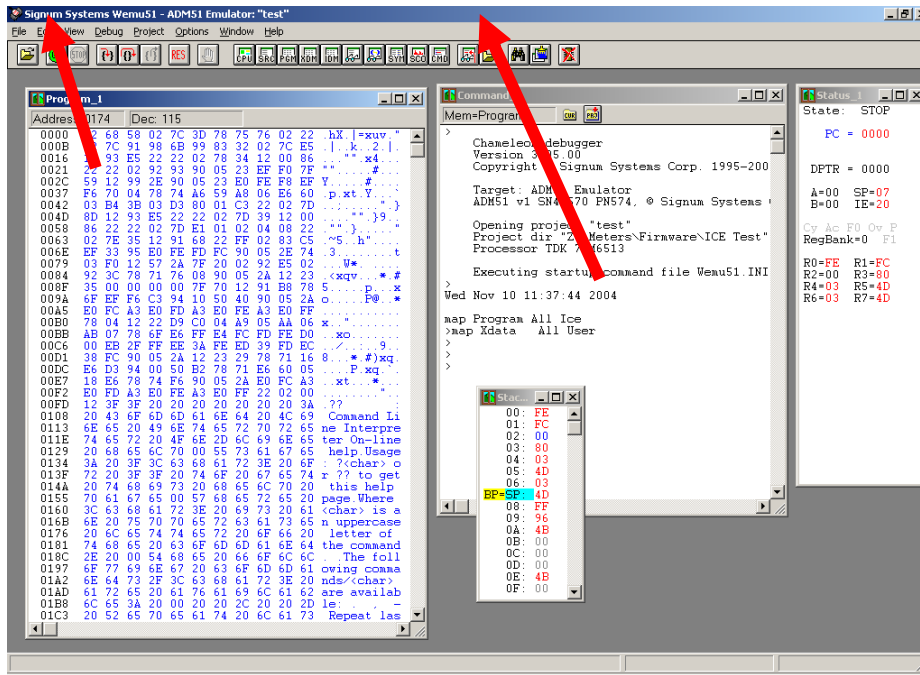 Signum Systems Wemu51 - ADM51 Emulator: "test"
File Edit View Debug Project Options Window Help
STOP RES CPU SRC PGM XDM IDM SYM SCO CMD
Program_1
Address: 0174 Dec: 115
0000 68 58 02 7C 3D 78 75 76 02 22 .hX.|=xuv."
000B 7C 91 98 6B 99 83 32 02 7C E5 .|..k..2.|.
0016 93 E5 22 22 02 78 34 12 00 86 ..."".x4...
0021 22 02 92 93 90 05 23 EF F0 7F
002C 59 12 99 2E 90 05 23 E0 FE F8 EF
0037 F6 70 04 78 74 A6 59 A8 06 E6 60 .p.xt.Y....`
0042 03 B4 3B 03 D3 80 01 C3 22 02 7D
004D 8D 12 93 E5 22 22 02 7D 39 12 00
0058 86 22 22 02 7D E1 01 02 04 08 22
0063 02 7E 35 12 91 68 22 FF 02 83 C5 .~5..h"....
006E EF 33 95 E0 FE FD FC 90 05 2E 74
0079 03 F0 12 57 2A 7F 20 02 92 E5 02
0084 92 3C 78 71 76 08 90 05 2A 12 23 .<xqv...*.#
008F 35 00 00 00 00 7F 70 12 91 B8 78
009A 6F EF F6 C3 94 10 50 40 90 05 2A
00A5 E0 FC A3 E0 FD A3 E0 FE A3 E0 FF
00B0 78 04 12 22 D9 C0 04 A9 05 AA 06
00BB AB 07 78 6F E6 FF E4 FC FD FE D0
00C6 00 EB 2F FF EE 3A FE ED 39 FD EC
00D1 38 FC 90 05 2A 12 23 29 78 71 16 8...*.#)xq.
00DC E6 D3 94 00 50 B2 78 71 E6 60 05
00E7 18 E6 78 74 F6 90 05 2A E0 FC A3
00F2 E0 FD A3 E0 FE A3 E0 FF 22 02 00
00FD 12 3F 3F 20 20 20 20 20 20 20 3A .?? :
0108 20 43 6F 6D 6D 61 6E 64 20 4C 69 Command Li
0113 6E 65 20 49 6E 74 65 72 70 72 65 ne Interpre
011E 74 65 72 20 4F 6E 2D 6C 69 6E 65 ter On-line
0129 20 68 65 6C 70 00 55 73 61 67 65 help.Usage
0134 3A 20 3F 3C 63 68 61 72 3E 20 6F : ?<char> o
013F 72 20 3F 3F 20 74 6F 20 67 65 74 r ?? to get
014A 20 74 68 69 73 20 68 65 6C 70 20 this help
0155 70 61 67 65 00 57 68 65 72 65 20 page.Where
0160 3C 63 68 61 72 3E 20 69 73 20 61 <char> is a
016B 6E 20 75 70 70 65 72 63 61 73 65 n uppercase
0176 20 6C 65 74 74 65 72 20 6F 66 20 letter of
0181 74 68 65 20 63 6F 6D 6D 61 6E 64 the command
018C 2E 20 00 54 68 65 20 66 6F 6C 6C . .The foll
0197 6F 77 69 6E 67 20 63 6F 6D 6D 61 owing comma
01A2 6E 64 73 2F 3C 63 68 61 72 3E 20 nds/<char>
01AD 61 72 65 20 61 76 61 69 6C 61 62 are availab
01B8 6C 65 3A 20 00 20 20 2C 20 20 2D le: . , -
01C3 20 52 65 70 65 61 74 20 6C 61 73 Repeat las
Command
Mem=Program
>
Chameleon debugger
Copyright Signum Systems Corp. 1995-200
Target: Emulator
ADM51 v1 PN574, © Signum Systems
Opening project "test"
Project dir "Z:\Meters\Firmware\ICE Test"
Processor TDK 6513
Executing startup command file Wemu51.INI
>
Wed Nov 10 11:37:44 2004
map Program All Ice
>map Xdata All User
>
>
>
Stac...
00: FE
01: FC
02: 00
03: 80
04: 03
05: 4D
06: 03
BP=SP: 4D
08: FF
09: 96
0A: 4B
0B: 00
0C: 00
0D: 00
0E: 4B
0F: 00
Status_1
State: STOP
PC = 0000
DPTR = 0000
A=00 SP=07
B=00 IE=20
Cy Ac F0 Ov P
RegBank=0 F1
R0=FE R1=FC
R2=00 R3=80
R4=03 R5=4D
R6=03 R7=4D